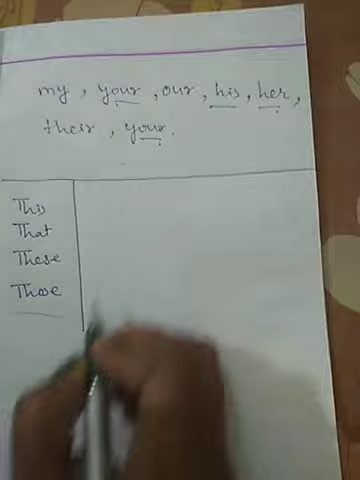 my, your, our, his, her,
their, your.
This
That
These
Those